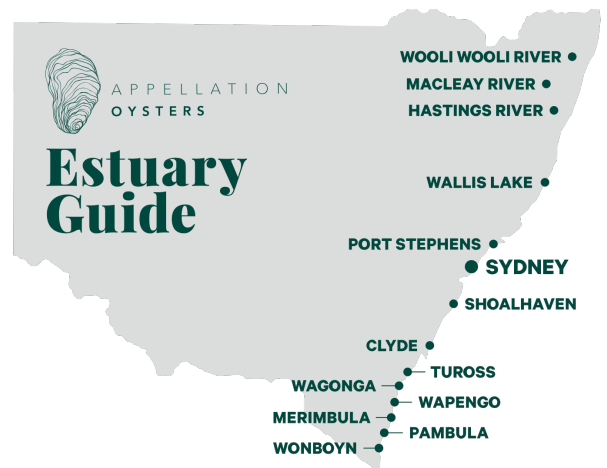 WOOLI WOOLI RIVER
MACLEAY RIVER
APPELLATION
OYSTERS
HASTINGS RIVER
Estuary
Guide
WALLIS LAKE
PORT STEPHENS
SYDNEY
SHOALHAVEN
CLYDE
TUROSS
WAGONGA
WAPENGO
MERIMBULA
PAMBULA
WONBOYN